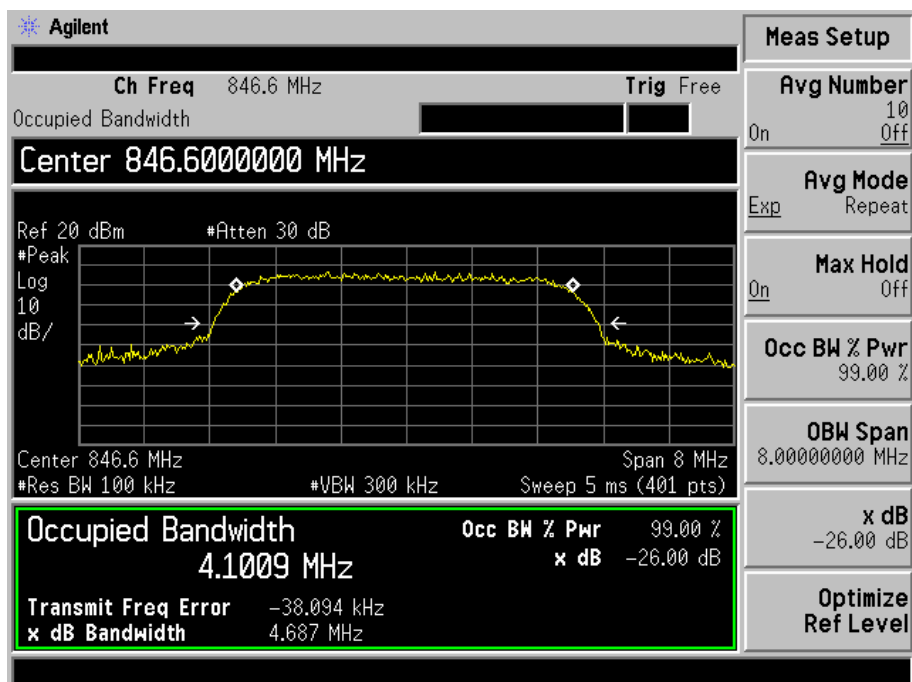 Agilent
Ch Freq 846.6 MHz Trig Free
Occupied Bandwidth
Center 846.6000000 MHz
Ref 20 dBm #Atten 30 dB
#Peak
Log
10
dB/
Center 846.6 MHz Span 8 MHz
#Res BW 100 kHz #VBW 300 kHz Sweep 5 ms (401 pts)
Occupied Bandwidth Occ BW % Pwr 99.00 %
4.1009 MHz x dB -26.00 dB
Transmit Freq Error -38.094 kHz
x dB Bandwidth 4.687 MHz
Meas Setup
Avg Number
10
On Off
Avg Mode
Exp Repeat
Max Hold
On Off
Occ BW % Pwr
99.00 %
OBW Span
8.00000000 MHz
x dB
-26.00 dB
Optimize
Ref Level